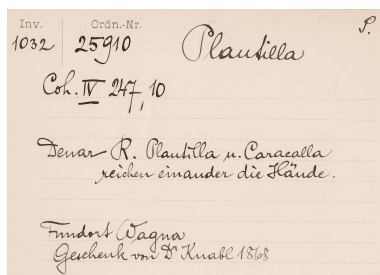 Inv. Ordn.-Nr. S.
1032 25910 Plautilla
Coh. IV 247, 10
Denar R. Plautilla u. Caracalla
reichen einander die Hände.
Fundort Wagna
Geschenk von Dr Knabl 1868